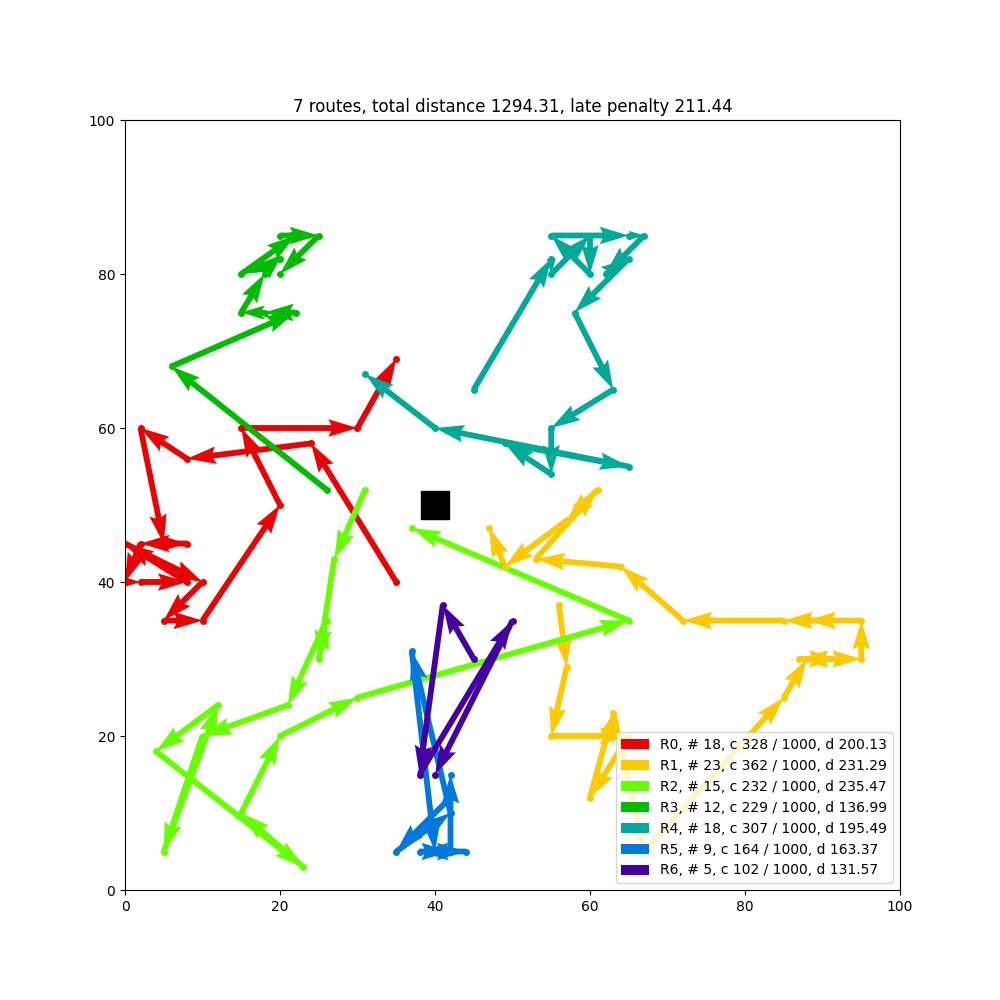 7 routes, total distance 1294.31, late penalty 211.44
100
80
60
40
20
0
0 20 40 60 80 100
R0, # 18, c 328 / 1000, d 200.13
R1, # 23, c 362 / 1000, d 231.29
R2, # 15, c 232 / 1000, d 235.47
R3, # 12, c 229 / 1000, d 136.99
R4, # 18, c 307 / 1000, d 195.49
R5, # 9, c 164 / 1000, d 163.37
R6, # 5, c 102 / 1000, d 131.57